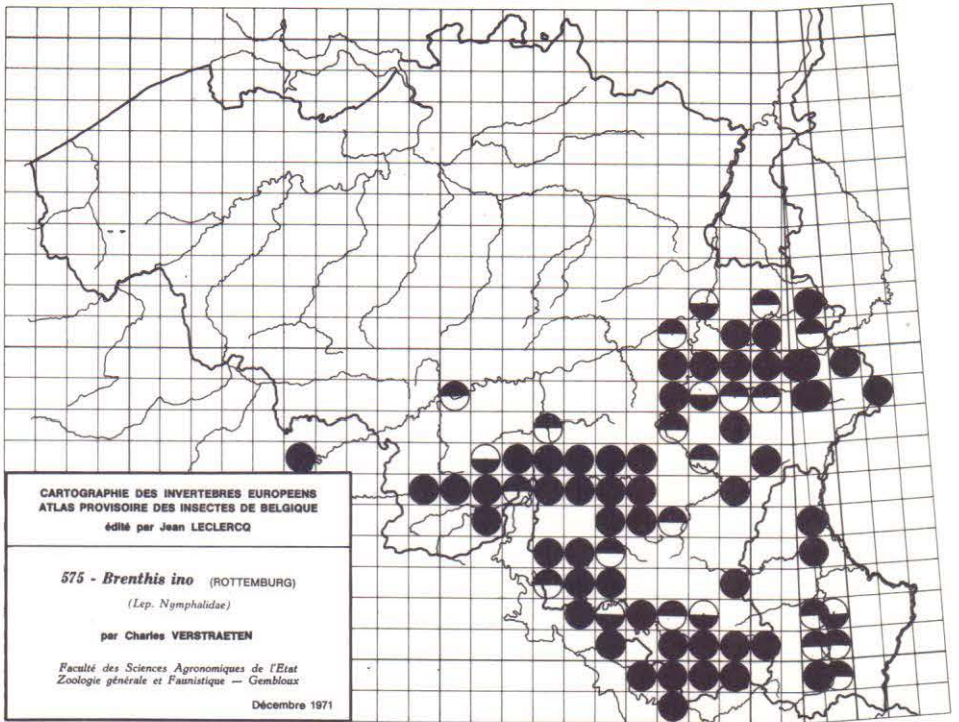 CARTOGRAPHIE DES INVERTEBRES EUROPEENS
ATLAS PROVISOIRE DES INSECTES DE BELGIQUE
édité par Jean LECLERCQ
575 - Brenthis ino (ROTTEMBURG)
(Lep. Nymphalidae)
par Charles VERSTRAETEN
Faculté des Sciences Agronomiques de l'Etat
Zoologie générale et Faunistique — Gembloux
Décembre 1971